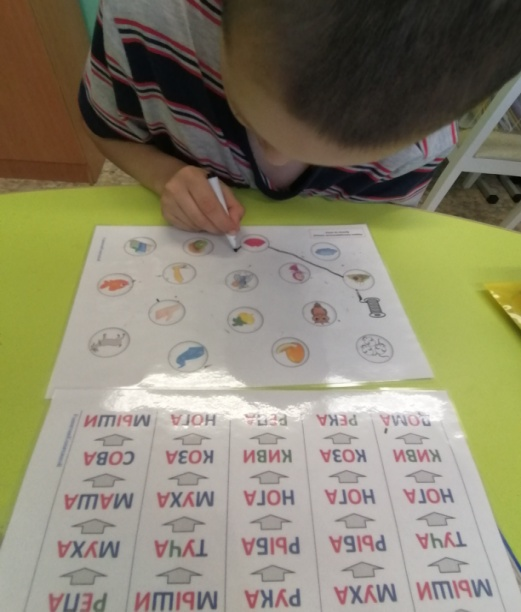 МЫШИ МУХА РУКА МЫШИ РЕПА
ТУЧА РЫБА РЫБА ТУЧА МУХА
НОГА НОГА НОГА МУХА МАША
КИВИ КОЗА КИВИ КОЗА СОВА
ДОМА РЕКА РЕПА НОГА МЫШИ